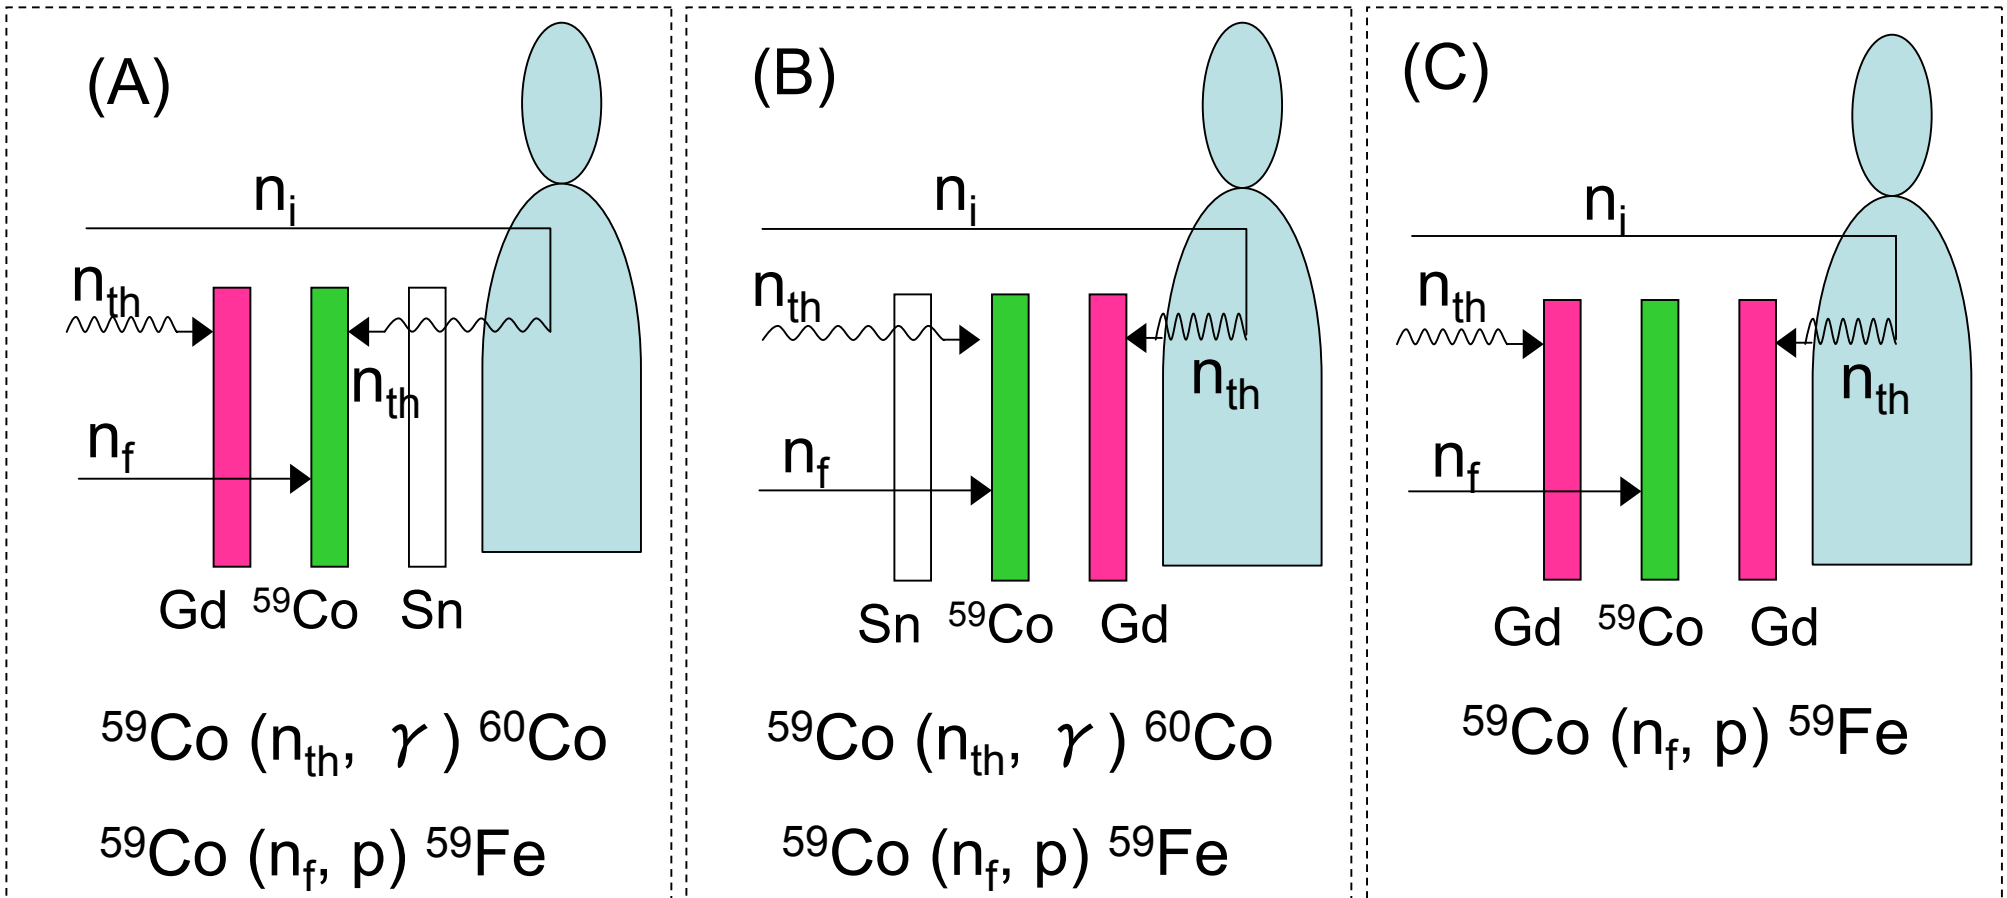 (A)
n_i
n_th
n_th
n_f
Gd ⁵⁹Co Sn
⁵⁹Co (n_th, γ) ⁶⁰Co
⁵⁹Co (n_f, p) ⁵⁹Fe
(B)
n_i
n_th
n_th
n_f
Sn ⁵⁹Co Gd
⁵⁹Co (n_th, γ) ⁶⁰Co
⁵⁹Co (n_f, p) ⁵⁹Fe
(C)
n_i
n_th
n_th
n_f
Gd ⁵⁹Co Gd
⁵⁹Co (n_f, p) ⁵⁹Fe